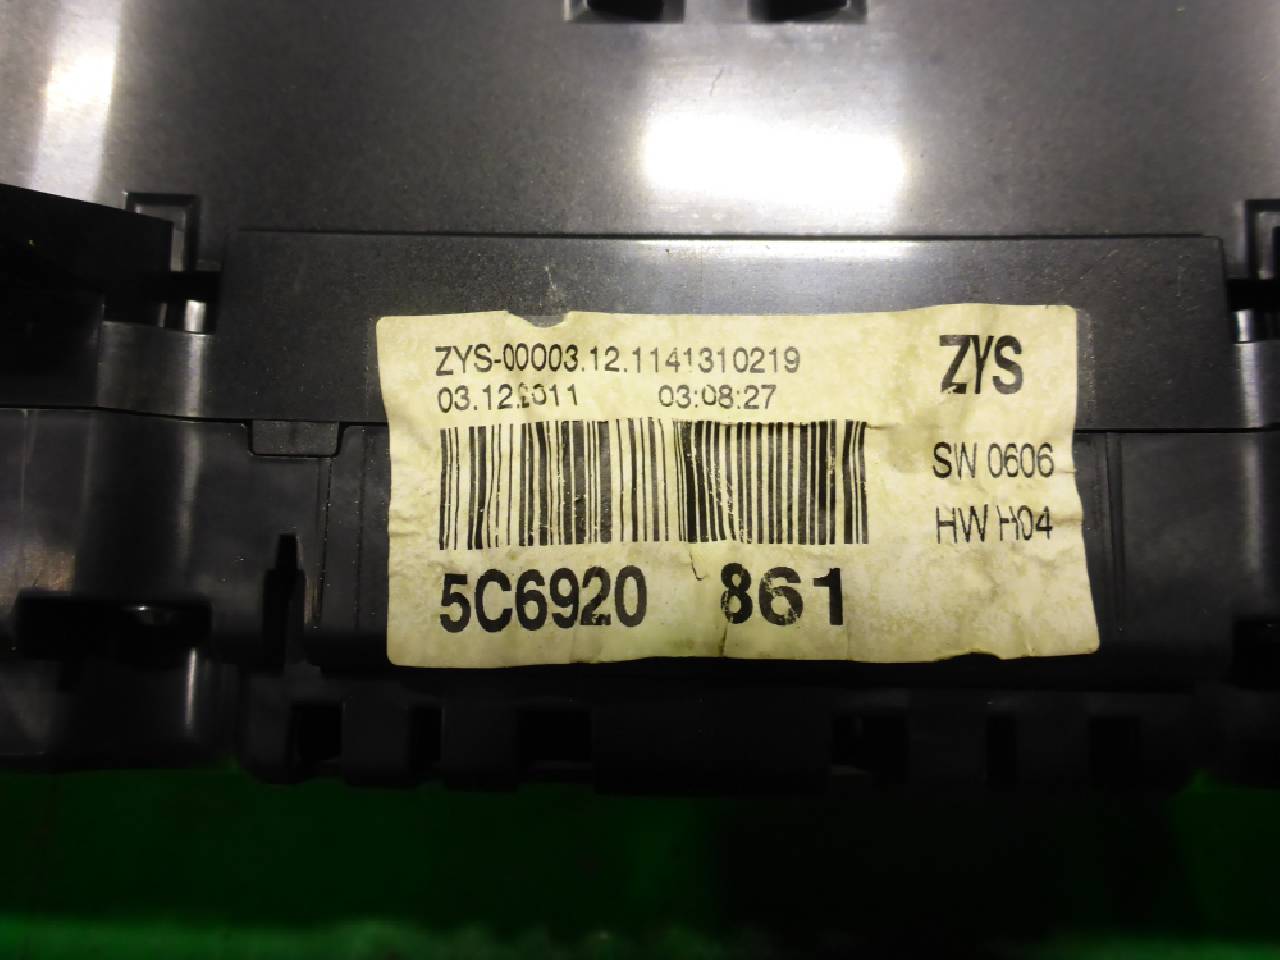 ZYS-00003.12.1141310219
03.12.2011 03:08:27
ZYS
SW 0606
HW H04
5C6920 861